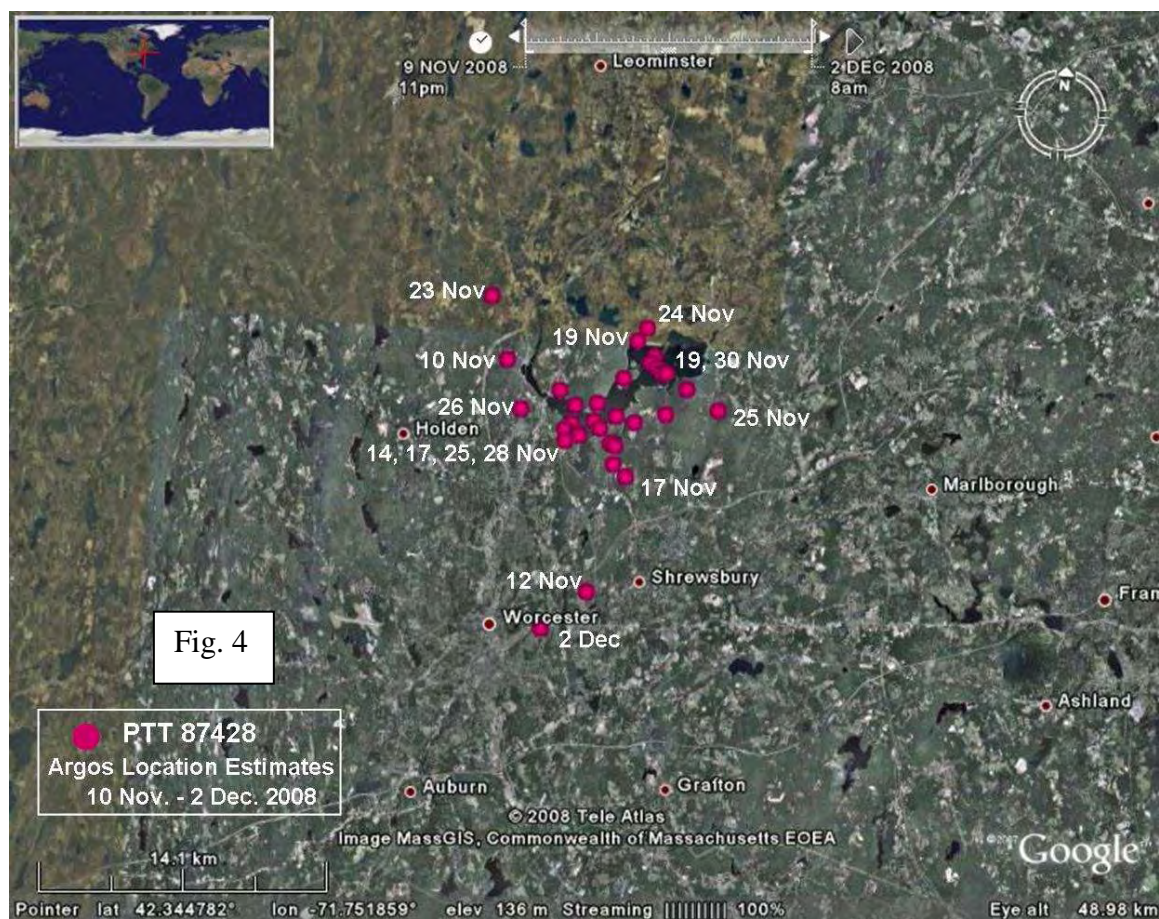 9 NOV 2008
11pm
Leominster
2 DEC 2008
8am
N
23 Nov
24 Nov
19 Nov
10 Nov
19, 30 Nov
26 Nov
25 Nov
Holden
14, 17, 25, 28 Nov
17 Nov
Marlborough
12 Nov
Shrewsbury
Fram
Worcester
2 Dec
Fig. 4
Ashland
PTT 87428
Argos Location Estimates
10 Nov. - 2 Dec. 2008
Auburn
Grafton
© 2008 Tele Atlas
Image MassGIS, Commonwealth of Massachusetts EOEA
14.1 km
©2007 Google
Pointer lat 42.344782° lon -71.751859° elev 136 m Streaming |||||||||| 100% Eye alt 48.98 km